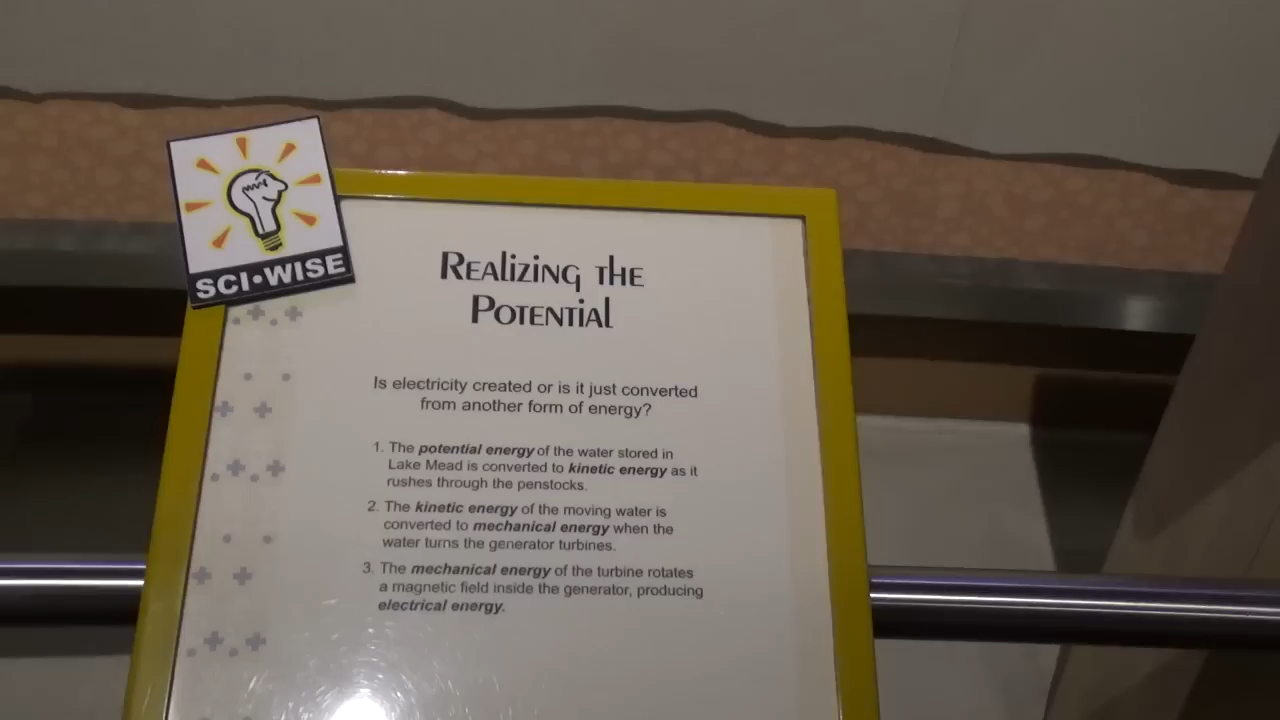 SCI•WISE
Realizing the
Potential
Is electricity created or is it just converted
from another form of energy?
1. The potential energy of the water stored in
Lake Mead is converted to kinetic energy as it
rushes through the penstocks.
2. The kinetic energy of the moving water is
converted to mechanical energy when the
water turns the generator turbines.
3. The mechanical energy of the turbine rotates
a magnetic field inside the generator, producing
electrical energy.